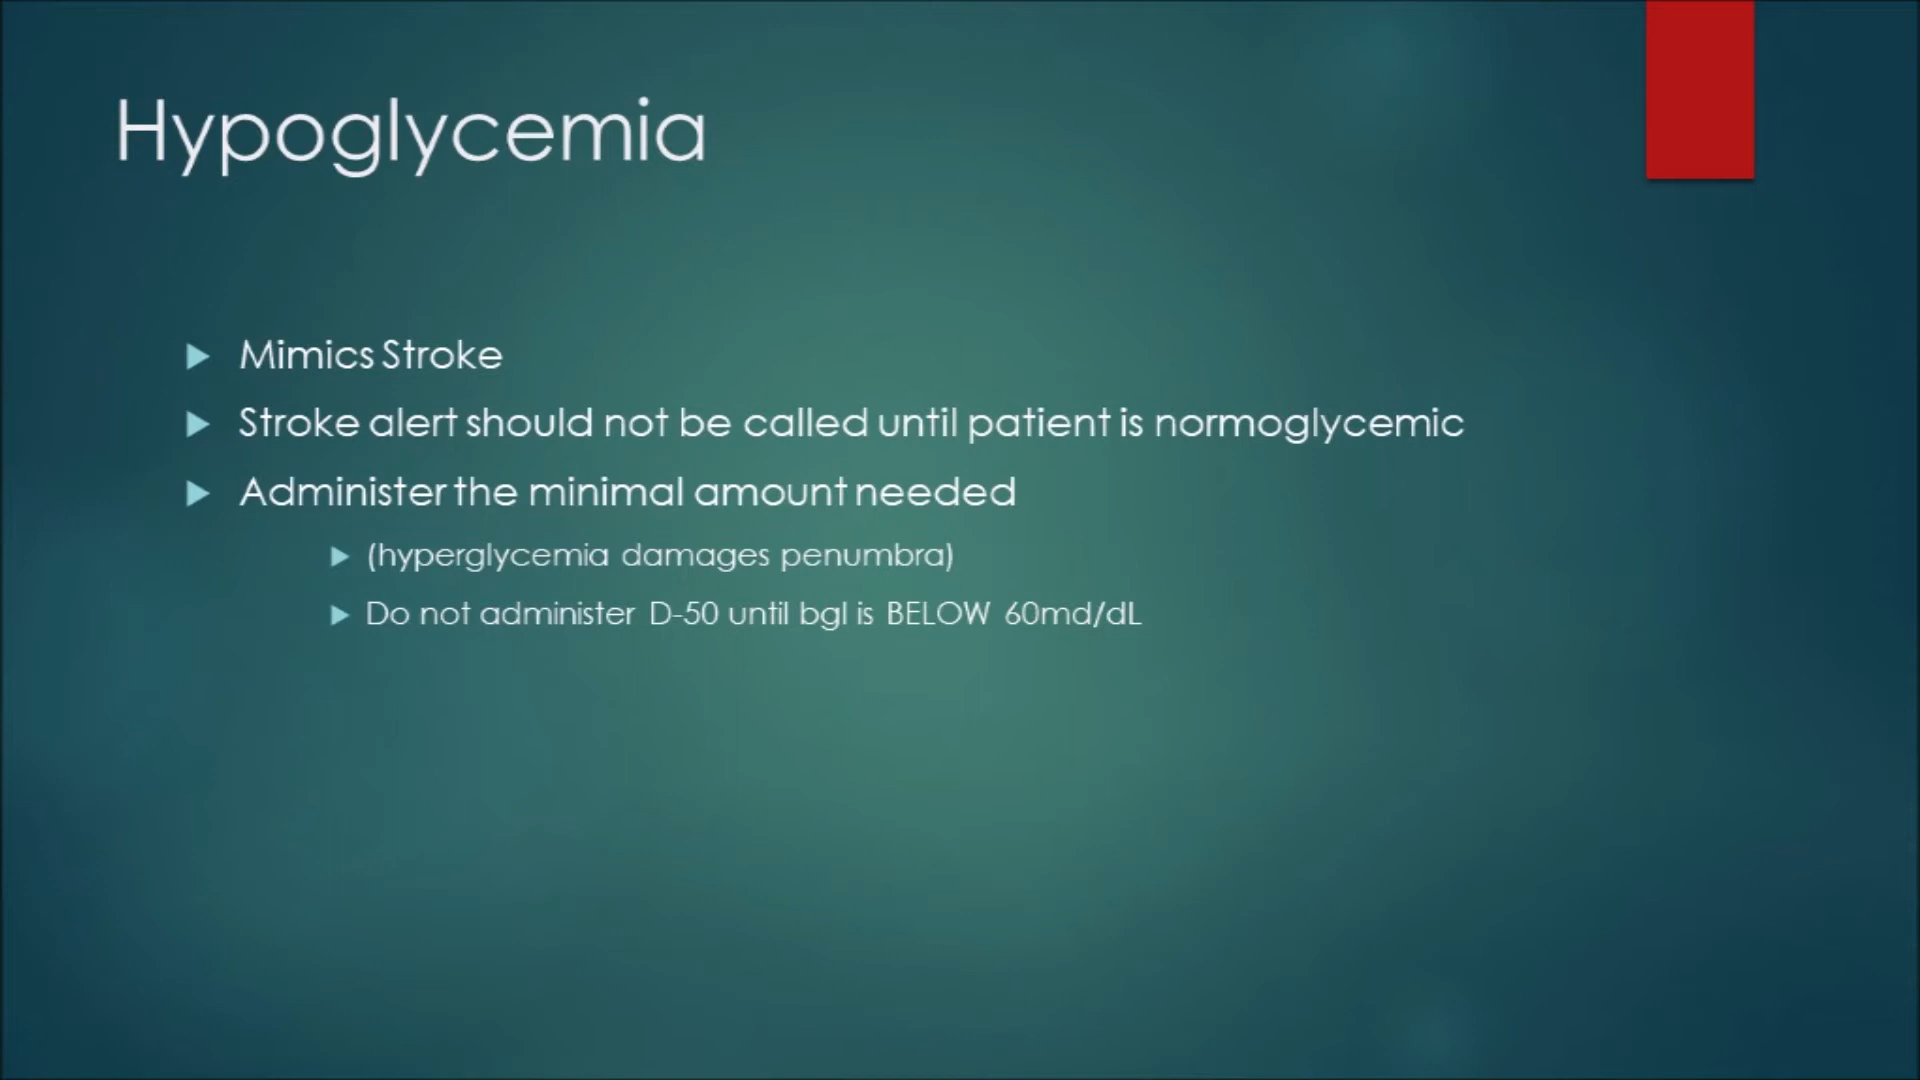 Hypoglycemia
Mimics Stroke
Stroke alert should not be called until patient is normoglycemic
Administer the minimal amount needed
(hyperglycemia damages penumbra)
Do not administer D-50 until bgl is BELOW 60md/dL